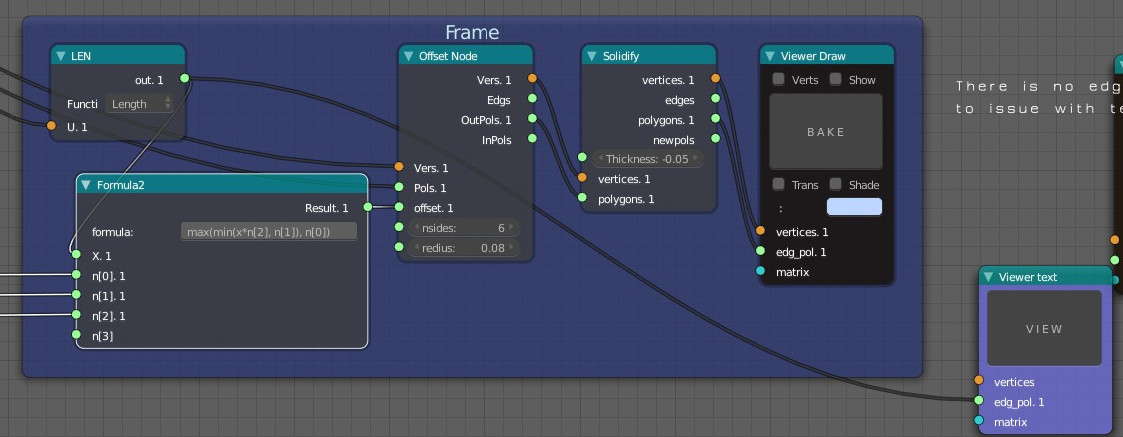 Frame
LEN
out. 1
Functi Length
U. 1
Formula2
Result. 1
formula: max(min(x*n[2], n[1]), n[0])
X. 1
n[0]. 1
n[1]. 1
n[2]. 1
n[3]
Offset Node
Vers. 1
Edgs
OutPols. 1
InPols
Vers. 1
Pols. 1
offset. 1
nsides: 6
radius: 0.08
Solidify
vertices. 1
edges
polygons. 1
newpols
Thickness: -0.05
vertices. 1
polygons. 1
Viewer Draw
Verts Show
BAKE
Trans Shade
:
vertices. 1
edg_pol. 1
matrix
There is no edg
to issue with te
Viewer text
VIEW
vertices
edg_pol. 1
matrix